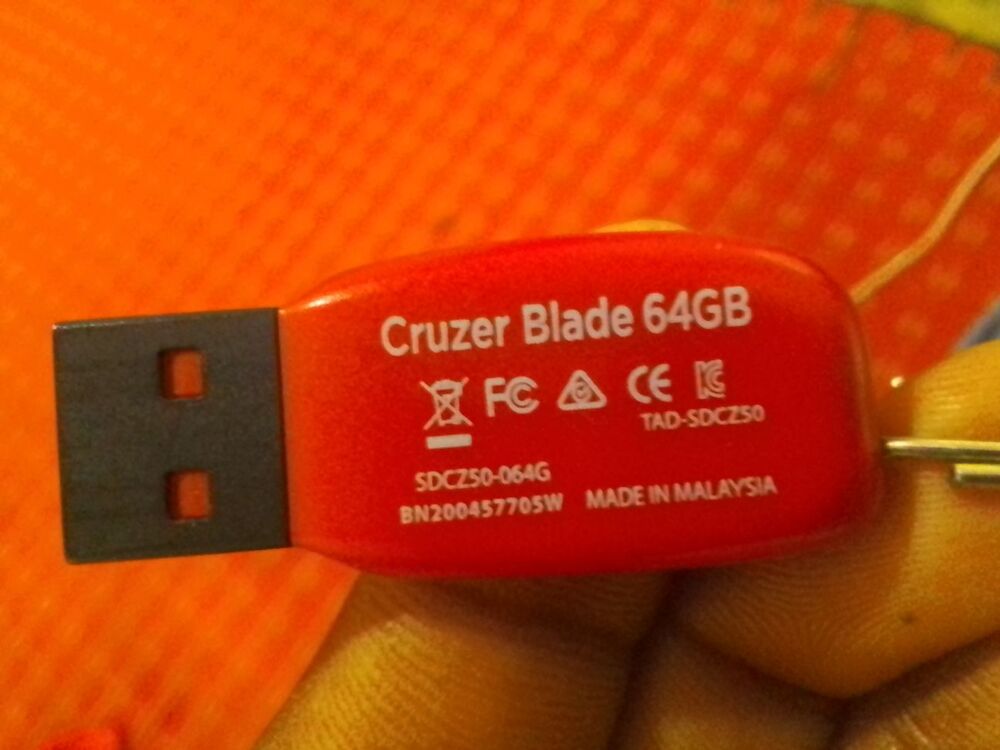 Cruzer Blade 64GB
FC CE
TAD-SDCZ50
SDCZ50-064G
BN200457705W MADE IN MALAYSIA